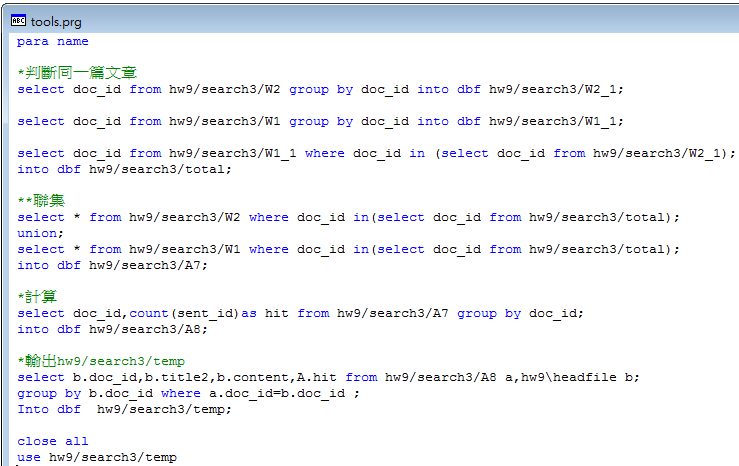 tools.prg
para name
*判斷同一篇文章
select doc_id from hw9/search3/W2 group by doc_id into dbf hw9/search3/W2_1;
select doc_id from hw9/search3/W1 group by doc_id into dbf hw9/search3/W1_1;
select doc_id from hw9/search3/W1_1 where doc_id in (select doc_id from hw9/search3/W2_1);
into dbf hw9/search3/total;
**聯集
select * from hw9/search3/W2 where doc_id in(select doc_id from hw9/search3/total);
union;
select * from hw9/search3/W1 where doc_id in(select doc_id from hw9/search3/total);
into dbf hw9/search3/A7;
*計算
select doc_id,count(sent_id)as hit from hw9/search3/A7 group by doc_id;
into dbf hw9/search3/A8;
*輸出hw9/search3/temp
select b.doc_id,b.title2,b.content,A.hit from hw9/search3/A8 a,hw9\headfile b;
group by b.doc_id where a.doc_id=b.doc_id ;
Into dbf  hw9/search3/temp;
close all
use hw9/search3/temp